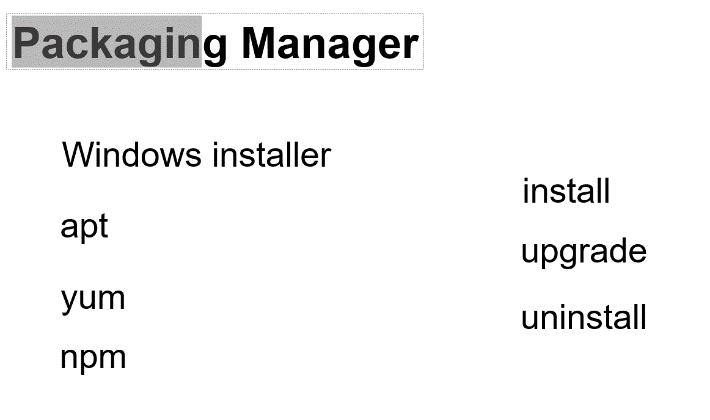 Packaging Manager
Windows installer
apt
yum
npm
install
upgrade
uninstall